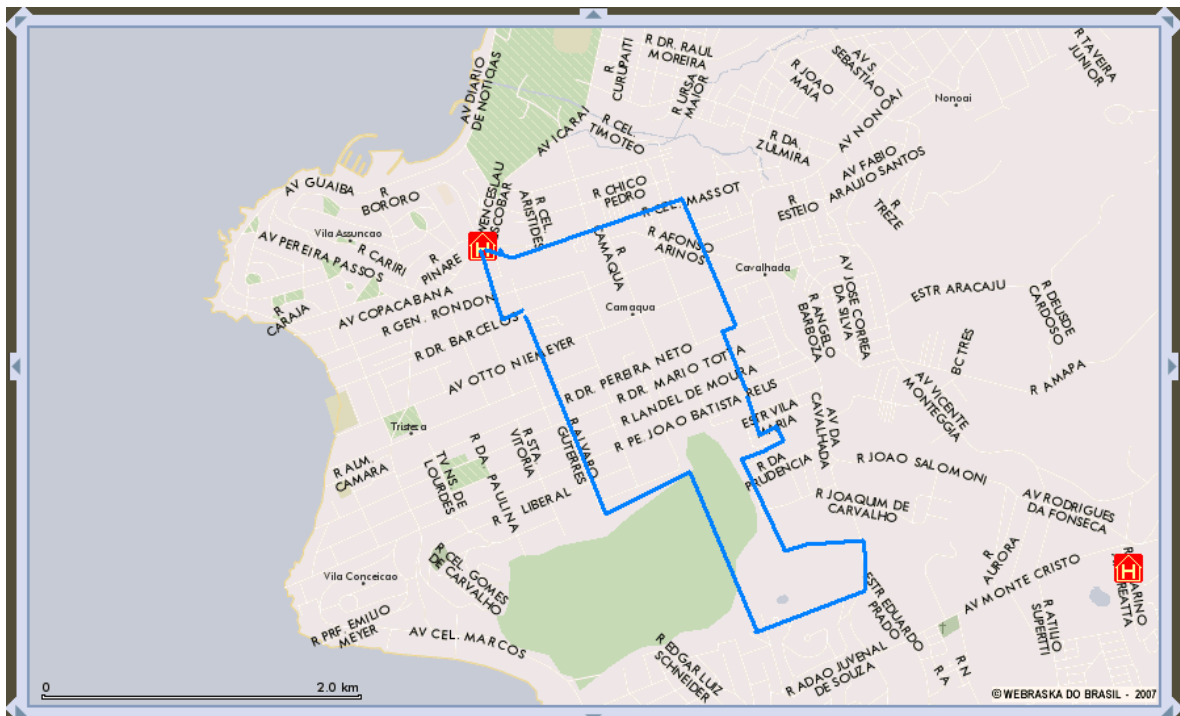 R DR. RAUL
MOREIRA
R
CURUPAITI
R URSA
MAIOR
R JOAO
MAIA
AV S.
SEBASTIAO
R TAVEIRA
JUNIOR
Nonoai
AV DIARIO
DE NOTICIAS
AV ICARAI
R CEL.
TIMOTEO
R DA.
ZULMIRA
AV NONOAI
AV FABIO
ARAUJO SANTOS
AV GUAIBA
R
BORORO
WENCESLAU
ESCOBAR
R CEL.
ARISTIDES
R CHICO
PEDRO
R CEL. MASSOT
R
ESTEIO
R
TREZE
Vila Assuncao
AV PEREIRA PASSOS
R CARIRI
R
PINARE
H
R
CAMAQUA
R AFONSO
ARINOS
Cavalhada
R
CARAJA
AV COPACABANA
R GEN. RONDON
Camaqua
AV JOSE CORREA
DA SILVA
R ANGELO
BARBOZA
ESTR ARACAJU
R DEUSDE
CARDOSO
R DR. BARCELOS
AV OTTO NIEMEYER
R DR. PEREIRA NETO
R DR. MARIO TOTTA
R LANDEL DE MOURA
R PE. JOAO BATISTA REUS
BC TRES
R AMAPA
AV VICENTE
MONTEGGIA
ESTR VILA
MARIA
AV DA
CAVALHADA
Tristeca
R STA.
VITORIA
R ALVARO
GUTERRES
R ALM.
CAMARA
TV NS. DE
LOURDES
R DA. PAULINA
R LIBERAL
R DA
PRUDENCIA
R JOAO SALOMONI
R JOAQUIM DE
CARVALHO
AV RODRIGUES
DA FONSECA
R
AURORA
AV MONTE CRISTO
H
Vila Conceicao
R CEL. GOMES
DE CARVALHO
R PRF. EMILIO
MEYER
AV CEL. MARCOS
R EDGAR LUIZ
SCHNEIDER
R ADAO JUVENAL
DE SOUZA
ESTR EDUARDO
PRADO
R ATILIO
SUPERTTI
R N
R A
0 2.0 km
© WEBRASKA DO BRASIL - 2007